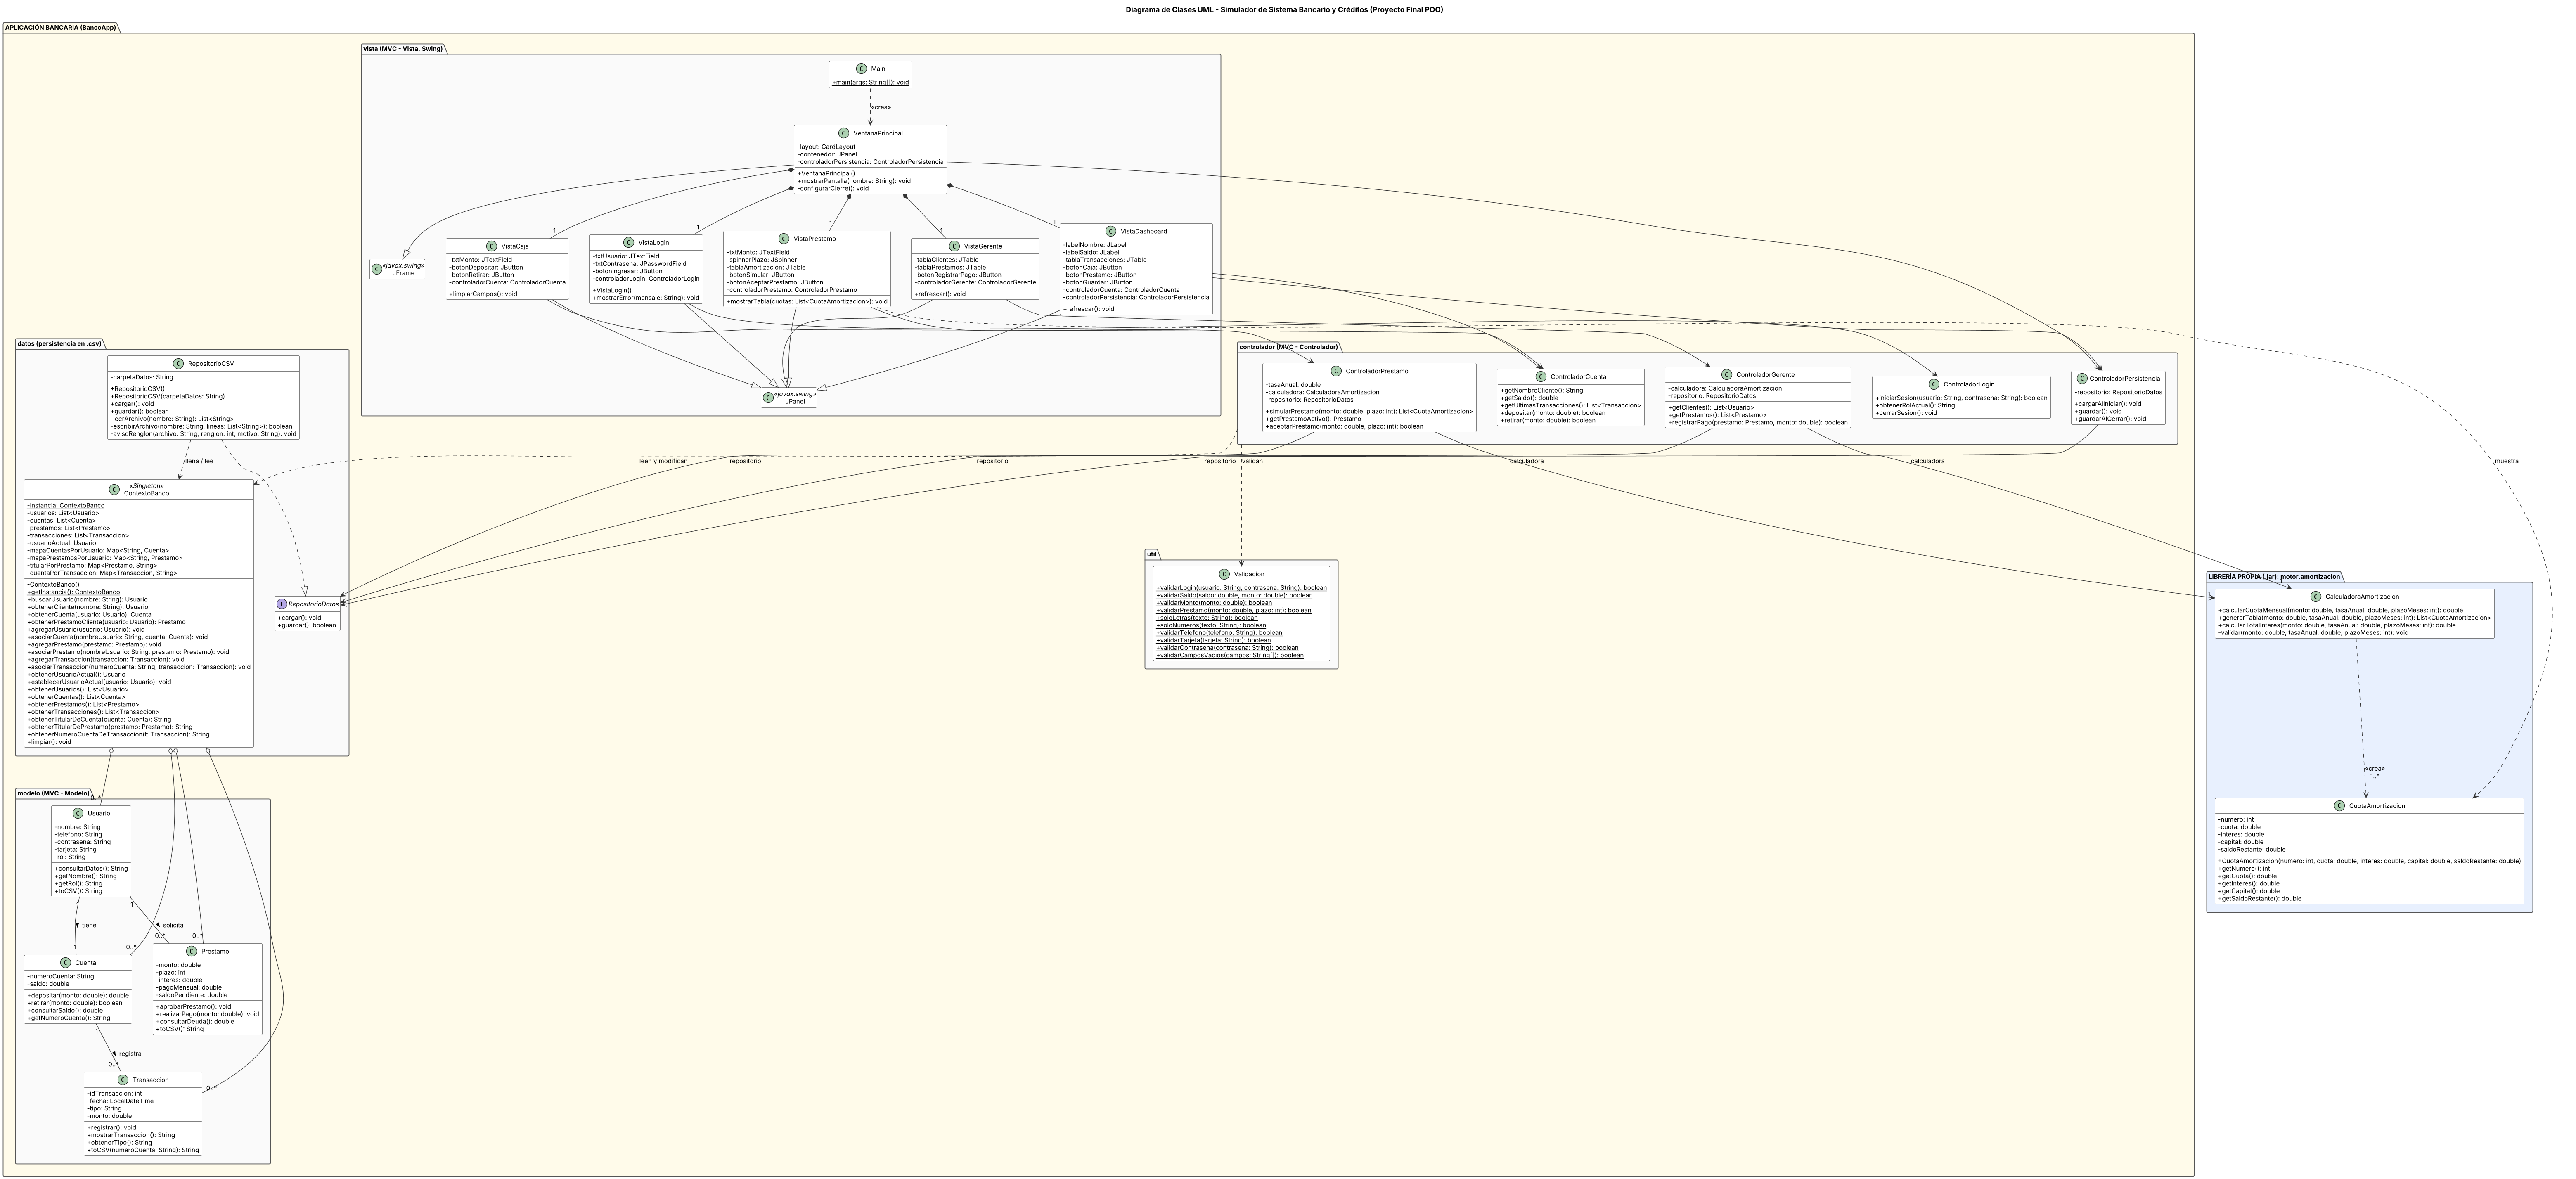 Diagrama de Clases UML - Simulador de Sistema Bancario y Créditos (Proyecto Final POO)
APLICACIÓN BANCARIA (BancoApp)
vista (MVC - Vista, Swing)
C Main
+main(args: String[]): void
«crea»
C VentanaPrincipal
-layout: CardLayout
-contenedor: JPanel
-controladorPersistencia: ControladorPersistencia
+VentanaPrincipal()
+mostrarPantalla(nombre: String): void
-configurarCierre(): void
1
1
1
1
1
C «javax.swing»
JFrame
C VistaCaja
-txtMonto: JTextField
-botonDepositar: JButton
-botonRetirar: JButton
-controladorCuenta: ControladorCuenta
+limpiarCampos(): void
C VistaLogin
-txtUsuario: JTextField
-txtContrasena: JPasswordField
-botonIngresar: JButton
-controladorLogin: ControladorLogin
+VistaLogin()
+mostrarError(mensaje: String): void
C VistaPrestamo
-txtMonto: JTextField
-spinnerPlazo: JSpinner
-tablaAmortizacion: JTable
-botonSimular: JButton
-botonAceptarPrestamo: JButton
-controladorPrestamo: ControladorPrestamo
+mostrarTabla(cuotas: List<CuotaAmortizacion>): void
C VistaGerente
-tablaClientes: JTable
-tablaPrestamos: JTable
-botonRegistrarPago: JButton
-controladorGerente: ControladorGerente
+refrescar(): void
C VistaDashboard
-labelNombre: JLabel
-labelSaldo: JLabel
-tablaTransacciones: JTable
-botonCaja: JButton
-botonPrestamo: JButton
-botonGuardar: JButton
-controladorCuenta: ControladorCuenta
-controladorPersistencia: ControladorPersistencia
+refrescar(): void
C «javax.swing»
JPanel
datos (persistencia en .csv)
C RepositorioCSV
-carpetaDatos: String
+RepositorioCSV()
+RepositorioCSV(carpetaDatos: String)
+cargar(): void
+guardar(): boolean
-leerArchivo(nombre: String): List<String>
-escribirArchivo(nombre: String, lineas: List<String>): boolean
-avisoRenglon(archivo: String, renglon: int, motivo: String): void
llena / lee
C «Singleton»
ContextoBanco
-instancia: ContextoBanco
-usuarios: List<Usuario>
-cuentas: List<Cuenta>
-prestamos: List<Prestamo>
-transacciones: List<Transaccion>
-usuarioActual: Usuario
-mapaCuentasPorUsuario: Map<String, Cuenta>
-mapaPrestamosPorUsuario: Map<String, Prestamo>
-titularPorPrestamo: Map<Prestamo, String>
-cuentaPorTransaccion: Map<Transaccion, String>
-ContextoBanco()
+getInstancia(): ContextoBanco
+buscarUsuario(nombre: String): Usuario
+obtenerCliente(nombre: String): Usuario
+obtenerCuenta(usuario: Usuario): Cuenta
+obtenerPrestamoCliente(usuario: Usuario): Prestamo
+agregarUsuario(usuario: Usuario): void
+asociarCuenta(nombreUsuario: String, cuenta: Cuenta): void
+agregarPrestamo(prestamo: Prestamo): void
+asociarPrestamo(nombreUsuario: String, prestamo: Prestamo): void
+agregarTransaccion(transaccion: Transaccion): void
+asociarTransaccion(numeroCuenta: String, transaccion: Transaccion): void
+obtenerUsuarioActual(): Usuario
+establecerUsuarioActual(usuario: Usuario): void
+obtenerUsuarios(): List<Usuario>
+obtenerCuentas(): List<Cuenta>
+obtenerPrestamos(): List<Prestamo>
+obtenerTransacciones(): List<Transaccion>
+obtenerTitularDeCuenta(cuenta: Cuenta): String
+obtenerTitularDePrestamo(prestamo: Prestamo): String
+obtenerNumeroCuentaDeTransaccion(t: Transaccion): String
+limpiar(): void
I RepositorioDatos
+cargar(): void
+guardar(): boolean
controlador (MVC - Controlador)
C ControladorPrestamo
-tasaAnual: double
-calculadora: CalculadoraAmortizacion
-repositorio: RepositorioDatos
+simularPrestamo(monto: double, plazo: int): List<CuotaAmortizacion>
+getPrestamoActivo(): Prestamo
+aceptarPrestamo(monto: double, plazo: int): boolean
C ControladorCuenta
+getNombreCliente(): String
+getSaldo(): double
+getUltimasTransacciones(): List<Transaccion>
+depositar(monto: double): boolean
+retirar(monto: double): boolean
C ControladorGerente
-calculadora: CalculadoraAmortizacion
-repositorio: RepositorioDatos
+getClientes(): List<Usuario>
+getPrestamos(): List<Prestamo>
+registrarPago(prestamo: Prestamo, monto: double): boolean
C ControladorLogin
+iniciarSesion(usuario: String, contrasena: String): boolean
+obtenerRolActual(): String
+cerrarSesion(): void
C ControladorPersistencia
-repositorio: RepositorioDatos
+cargarAlIniciar(): void
+guardar(): void
+guardarAlCerrar(): void
leen y modifican
repositorio
repositorio
repositorio
validan
calculadora
calculadora
muestra
util
C Validacion
+validarLogin(usuario: String, contrasena: String): boolean
+validarSaldo(saldo: double, monto: double): boolean
+validarMonto(monto: double): boolean
+validarPrestamo(monto: double, plazo: int): boolean
+soloLetras(texto: String): boolean
+soloNumeros(texto: String): boolean
+validarTelefono(telefono: String): boolean
+validarTarjeta(tarjeta: String): boolean
+validarContrasena(contrasena: String): boolean
+validarCamposVacios(campos: String[]): boolean
LIBRERÍA PROPIA (.jar): motor.amortizacion
1
C CalculadoraAmortizacion
+calcularCuotaMensual(monto: double, tasaAnual: double, plazoMeses: int): double
+generarTabla(monto: double, tasaAnual: double, plazoMeses: int): List<CuotaAmortizacion>
+calcularTotalInteres(monto: double, tasaAnual: double, plazoMeses: int): double
-validar(monto: double, tasaAnual: double, plazoMeses: int): void
«crea»
1..*
C CuotaAmortizacion
-numero: int
-cuota: double
-interes: double
-capital: double
-saldoRestante: double
+CuotaAmortizacion(numero: int, cuota: double, interes: double, capital: double, saldoRestante: double)
+getNumero(): int
+getCuota(): double
+getInteres(): double
+getCapital(): double
+getSaldoRestante(): double
modelo (MVC - Modelo)
0..*
C Usuario
-nombre: String
-telefono: String
-contrasena: String
-tarjeta: String
-rol: String
+consultarDatos(): String
+getNombre(): String
+getRol(): String
+toCSV(): String
1
1
tiene
solicita
1
0..*
0..*
0..*
C Cuenta
-numeroCuenta: String
-saldo: double
+depositar(monto: double): double
+retirar(monto: double): boolean
+consultarSaldo(): double
+getNumeroCuenta(): String
C Prestamo
-monto: double
-plazo: int
-interes: double
-pagoMensual: double
-saldoPendiente: double
+aprobarPrestamo(): void
+realizarPago(monto: double): void
+consultarDeuda(): double
+toCSV(): String
1
registra
0..*
0..*
C Transaccion
-idTransaccion: int
-fecha: LocalDateTime
-tipo: String
-monto: double
+registrar(): void
+mostrarTransaccion(): String
+obtenerTipo(): String
+toCSV(numeroCuenta: String): String